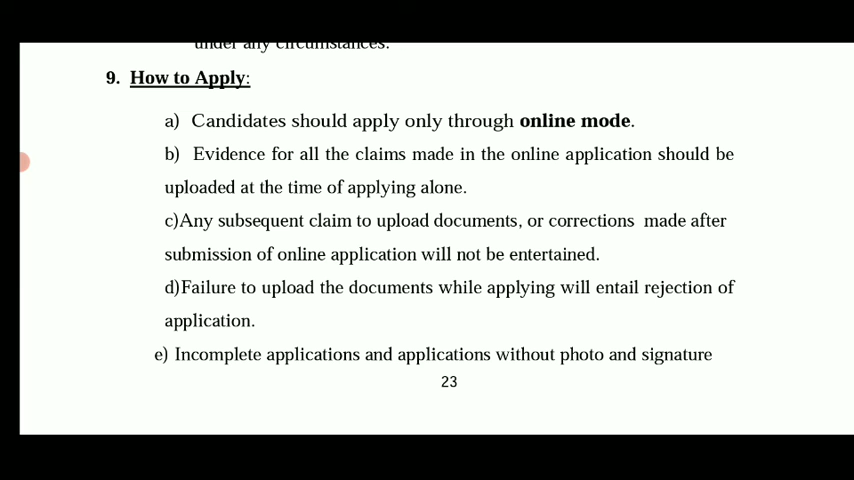 under any circumstances.
9. How to Apply:
a) Candidates should apply only through online mode.
b) Evidence for all the claims made in the online application should be
uploaded at the time of applying alone.
c)Any subsequent claim to upload documents, or corrections made after
submission of online application will not be entertained.
d)Failure to upload the documents while applying will entail rejection of
application.
e) Incomplete applications and applications without photo and signature
23